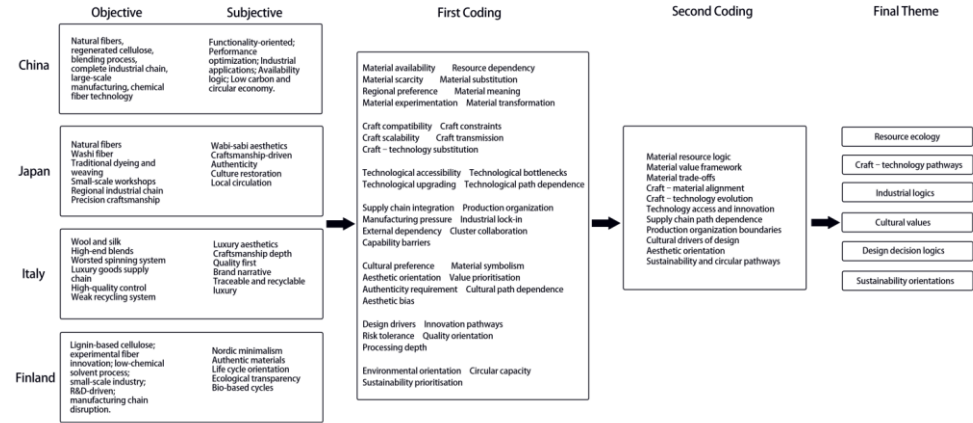 Objective
Subjective
First Coding
Second Coding
Final Theme
China
Natural fibers,
regenerated cellulose,
blending process,
complete industrial chain,
large-scale
manufacturing, chemical
fiber technology
Functionality-oriented;
Performance
optimization; Industrial
applications; Availability
logic; Low carbon and
circular economy.
Japan
Natural fibers
Washi fiber
Traditional dyeing and
weaving
Small-scale workshops
Regional industrial chain
Precision craftsmanship
Wabi-sabi aesthetics
Craftsmanship-driven
Authenticity
Culture restoration
Local circulation
Italy
Wool and silk
High-end blends
Worsted spinning system
Luxury goods supply
chain
High-quality control
Weak recycling system
Luxury aesthetics
Craftsmanship depth
Quality first
Brand narrative
Traceable and recyclable
luxury
Finland
Lignin-based cellulose;
experimental fiber
innovation; low-chemical
solvent process;
small-scale industry;
R&D-driven;
manufacturing chain
disruption.
Nordic minimalism
Authentic materials
Life cycle orientation
Ecological transparency
Bio-based cycles
Material availability Resource dependency
Material scarcity Material substitution
Regional preference Material meaning
Material experimentation Material transformation
Craft compatibility Craft constraints
Craft scalability Craft transmission
Craft – technology substitution
Technological accessibility Technological bottlenecks
Technological upgrading Technological path dependence
Supply chain integration Production organization
Manufacturing pressure Industrial lock-in
External dependency Cluster collaboration
Capability barriers
Cultural preference Material symbolism
Aesthetic orientation Value prioritisation
Authenticity requirement Cultural path dependence
Aesthetic bias
Design drivers Innovation pathways
Risk tolerance Quality orientation
Processing depth
Environmental orientation Circular capacity
Sustainability prioritisation
Material resource logic
Material value framework
Material trade-offs
Craft – material alignment
Craft – technology evolution
Technology access and innovation
Supply chain path dependence
Production organization boundaries
Cultural drivers of design
Aesthetic orientation
Sustainability and circular pathways
Resource ecology
Craft – technology pathways
Industrial logics
Cultural values
Design decision logics
Sustainability orientations